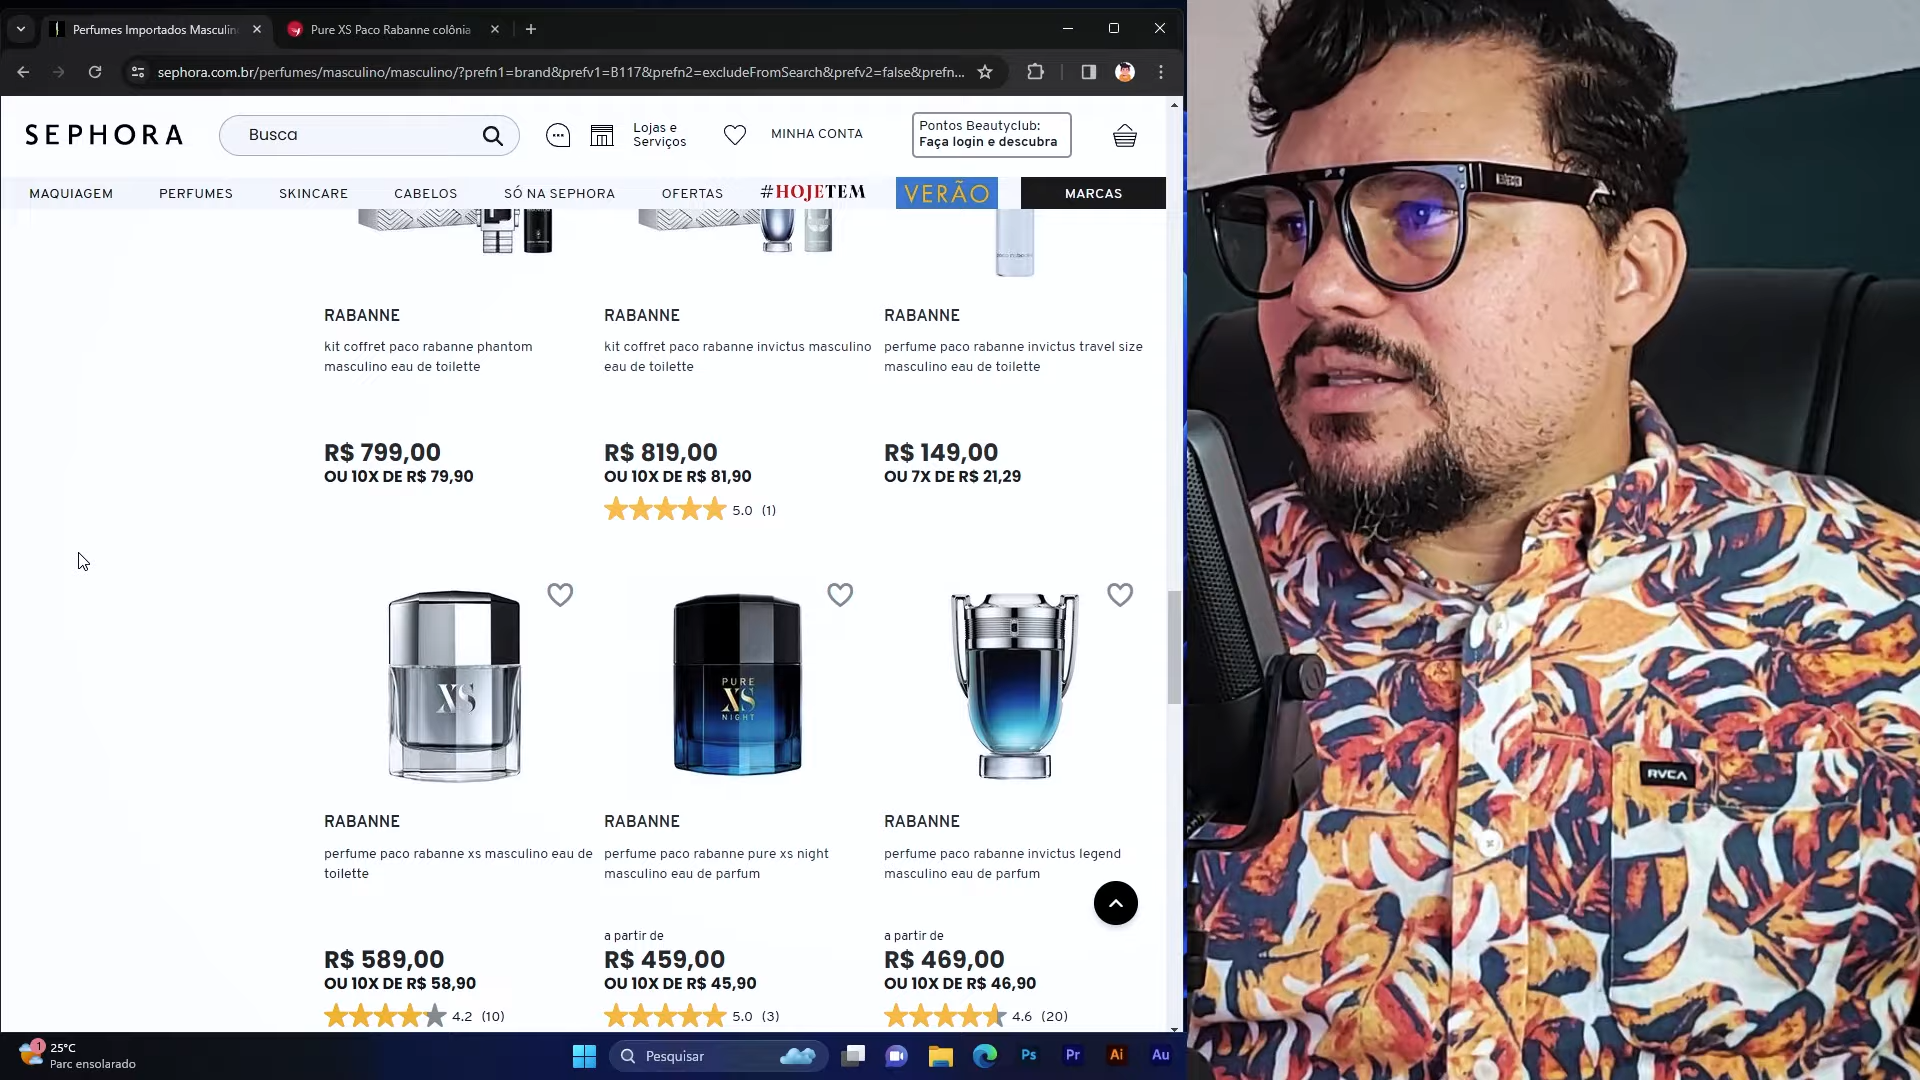 Perfumes Importados Masculin
Pure XS Paco Rabanne colônia
sephora.com.br/perfumes/masculino/masculino/?prefn1=brand&prefv1=B117&prefn2=excludeFromSearch&prefv2=false&prefn...
SEPHORA
Busca
Lojas e
Serviços
MINHA CONTA
Pontos Beautyclub:
Faça login e descubra
MAQUIAGEM
PERFUMES
SKINCARE
CABELOS
SÓ NA SEPHORA
OFERTAS
#HOJETEM
VERÃO
MARCAS
RABANNE
kit coffret paco rabanne phantom
masculino eau de toilette
R$ 799,00
OU 10X DE R$ 79,90
RABANNE
kit coffret paco rabanne invictus masculino
eau de toilette
R$ 819,00
OU 10X DE R$ 81,90
5.0 (1)
paco rabanne
RABANNE
perfume paco rabanne invictus travel size
masculino eau de toilette
R$ 149,00
OU 7X DE R$ 21,29
XS
RABANNE
perfume paco rabanne xs masculino eau de
toilette
R$ 589,00
OU 10X DE R$ 58,90
4.2 (10)
PURE
XS
NIGHT
RABANNE
perfume paco rabanne pure xs night
masculino eau de parfum
a partir de
R$ 459,00
OU 10X DE R$ 45,90
5.0 (3)
RABANNE
perfume paco rabanne invictus legend
masculino eau de parfum
a partir de
R$ 469,00
OU 10X DE R$ 46,90
4.6 (20)
RVCA
1
25°C
Parc ensolarado
Pesquisar
Ps
Pr
Ai
Au